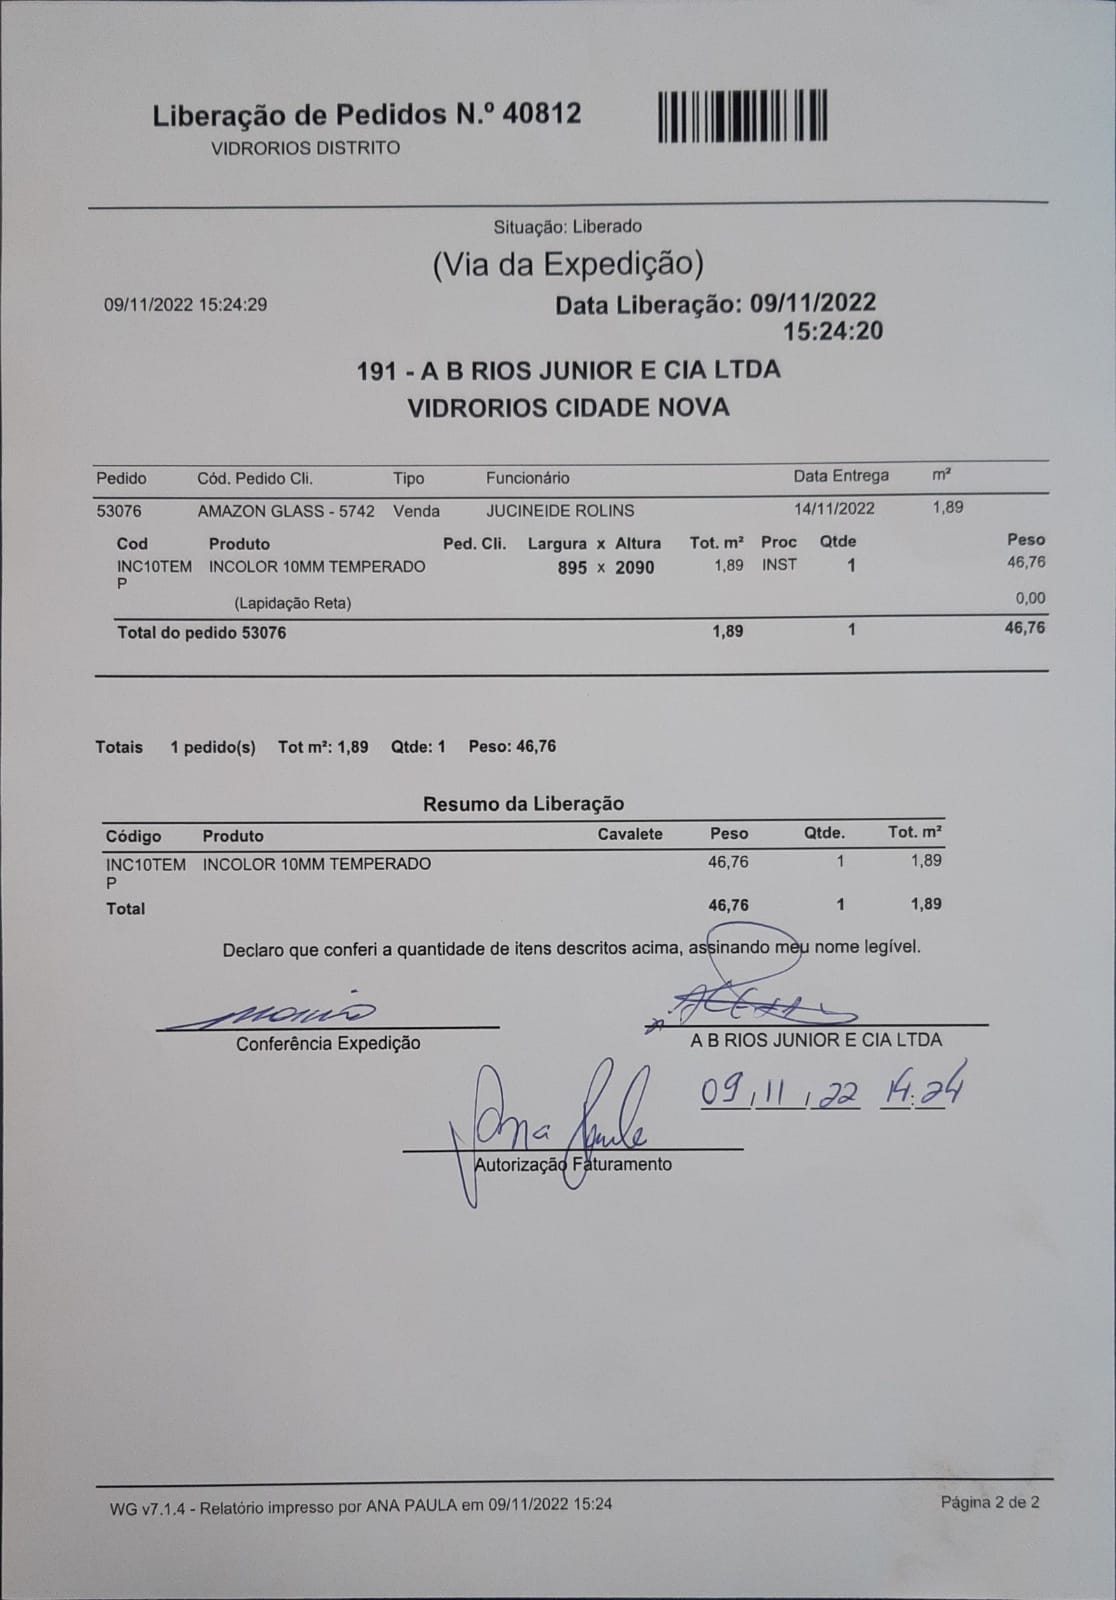 Liberação de Pedidos N.º 40812
VIDRORIOS DISTRITO
Situação: Liberado
(Via da Expedição)
09/11/2022 15:24:29 Data Liberação: 09/11/2022
15:24:20
191 - A B RIOS JUNIOR E CIA LTDA
VIDRORIOS CIDADE NOVA
Pedido Cód. Pedido Cli. Tipo Funcionário Data Entrega m²
53076 AMAZON GLASS - 5742 Venda JUCINEIDE ROLINS 14/11/2022 1,89
Cod Produto Ped. Cli. Largura x Altura Tot. m² Proc Qtde Peso
INC10TEM INCOLOR 10MM TEMPERADO 895 x 2090 1,89 INST 1 46,76
P
(Lapidação Reta) 0,00
Total do pedido 53076 1,89 1 46,76
Totais 1 pedido(s) Tot m²: 1,89 Qtde: 1 Peso: 46,76
Resumo da Liberação
Código Produto Cavalete Peso Qtde. Tot. m²
INC10TEM INCOLOR 10MM TEMPERADO 46,76 1 1,89
P
Total 46,76 1 1,89
Declaro que conferi a quantidade de itens descritos acima, assinando meu nome legível.
Conferência Expedição A B RIOS JUNIOR E CIA LTDA
09/11/22 14:24
Ana Paula
Autorização Faturamento
WG v7.1.4 - Relatório impresso por ANA PAULA em 09/11/2022 15:24 Página 2 de 2